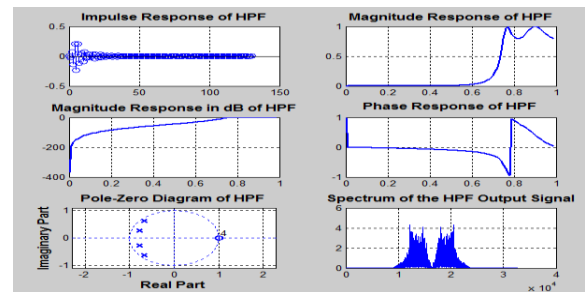 Impulse Response of HPF
0.5
0
-0.5
0 50 100 150
Magnitude Response of HPF
1
0.5
0
0 0.2 0.4 0.6 0.8 1
Magnitude Response in dB of HPF
0
-200
-400
0 0.2 0.4 0.6 0.8 1
Phase Response of HPF
1
0
-1
0 0.2 0.4 0.6 0.8 1
Pole-Zero Diagram of HPF
Imaginary Part
1
0
-1
4
-2 -1 0 1 2
Real Part
Spectrum of the HPF Output Signal
6
4
2
0
0 1 2 3 4
× 10⁴